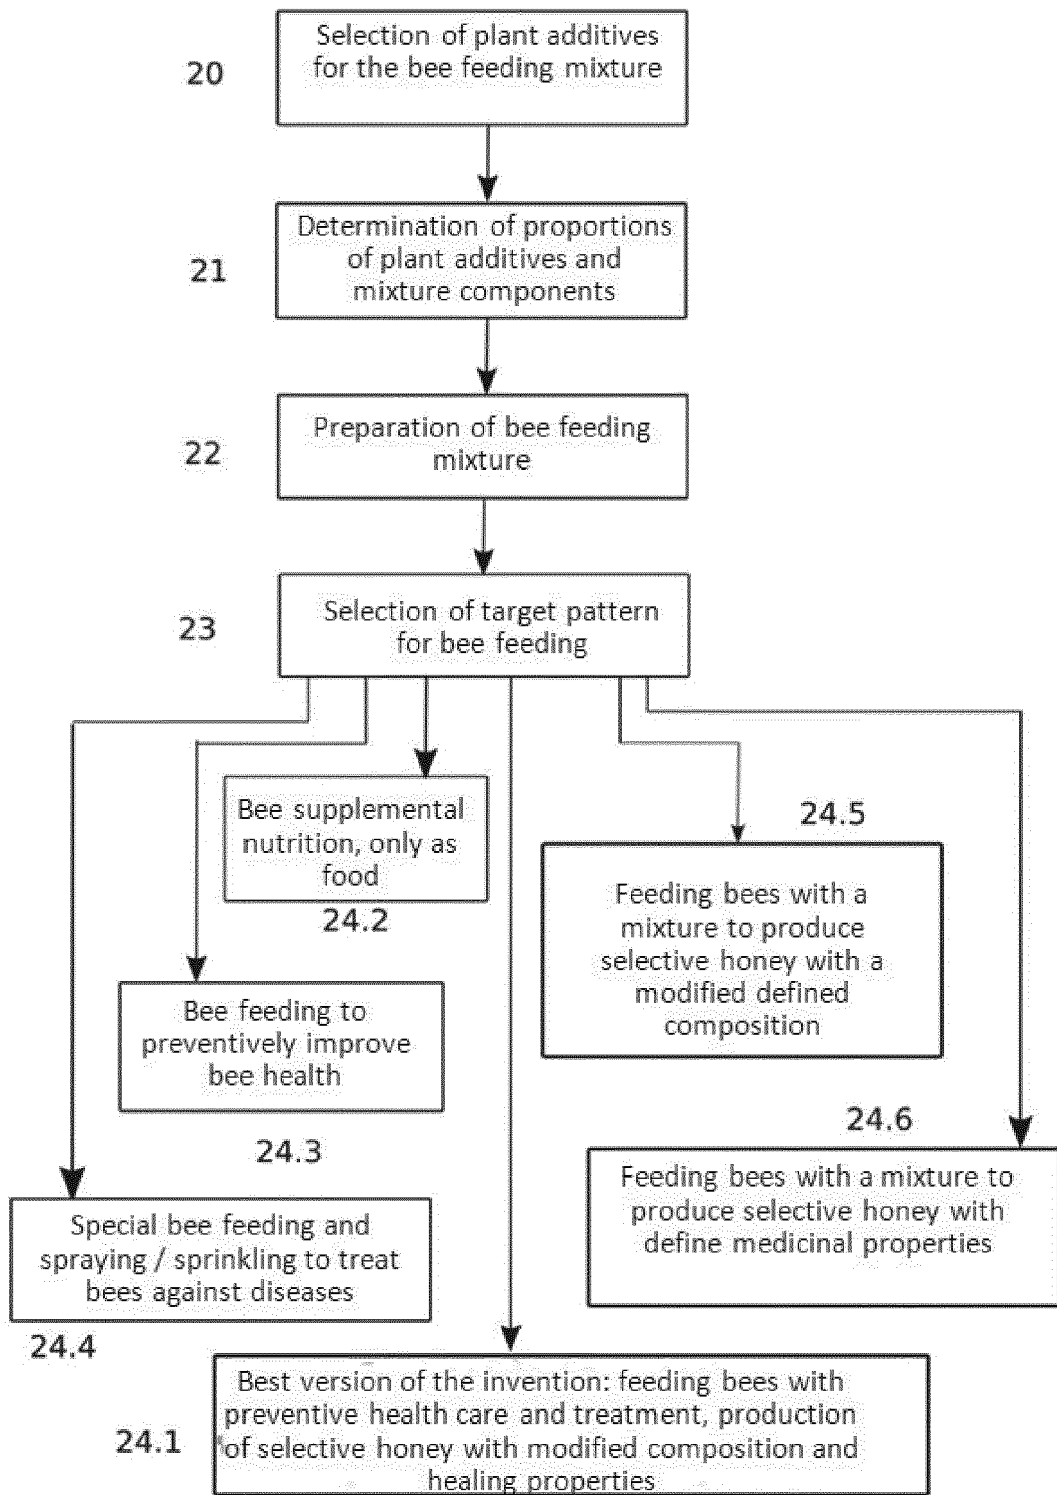 Selection of plant additives
for the bee feeding mixture
20
Determination of proportions
of plant additives and
mixture components
21
Preparation of bee feeding
mixture
22
Selection of target pattern
for bee feeding
23
Bee supplemental
nutrition, only as
food
24.2
24.5
Feeding bees with a
mixture to produce
selective honey with a
modified defined
composition
Bee feeding to
preventively improve
bee health
24.3
24.6
Feeding bees with a mixture to
produce selective honey with
define medicinal properties
Special bee feeding and
spraying / sprinkling to treat
bees against diseases
24.4
Best version of the invention: feeding bees with
preventive health care and treatment, production
of selective honey with modified composition and
healing properties
24.1